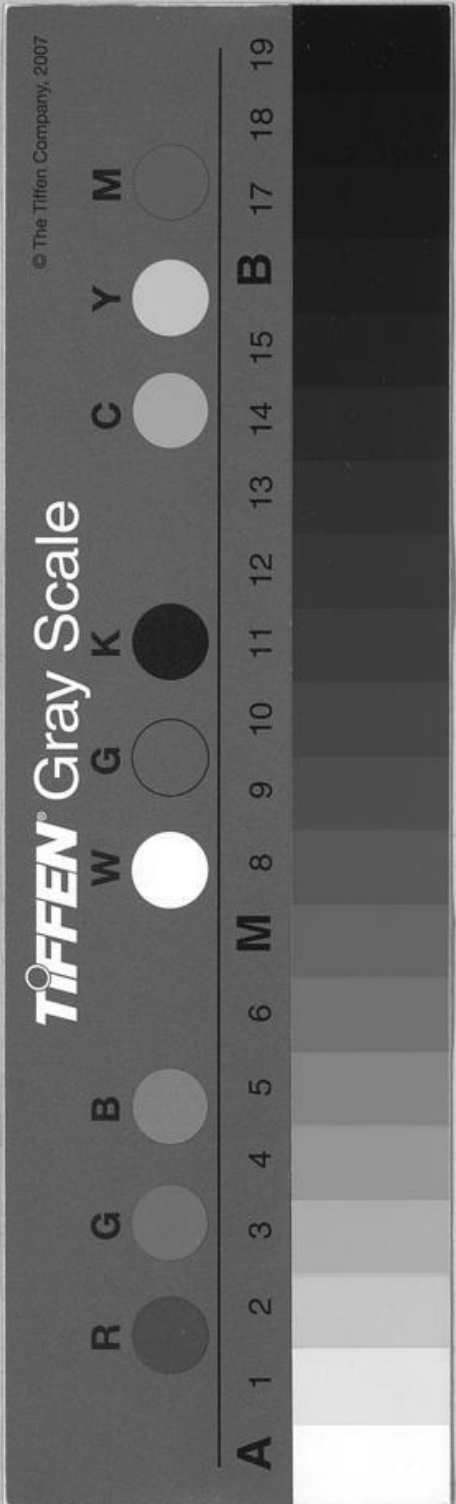 TIFFEN® Gray Scale
© The Tiffen Company, 2007
R G B W G K C Y M
A 1 2 3 4 5 6 M 8 9 10 11 12 13 14 15 B 17 18 19